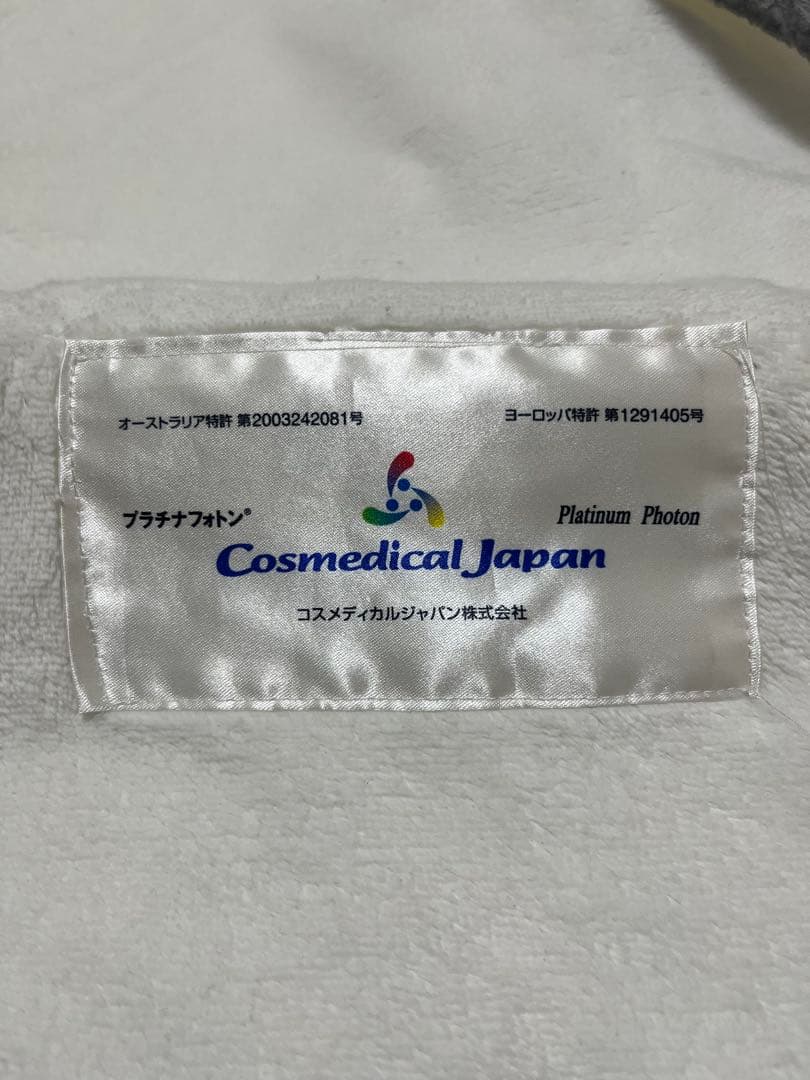 オーストラリア特許 第2003242081号
ヨーロッパ特許 第1291405号
プラチナフォトン®
Platinum Photon
Cosmedical Japan
コスメディカルジャパン株式会社